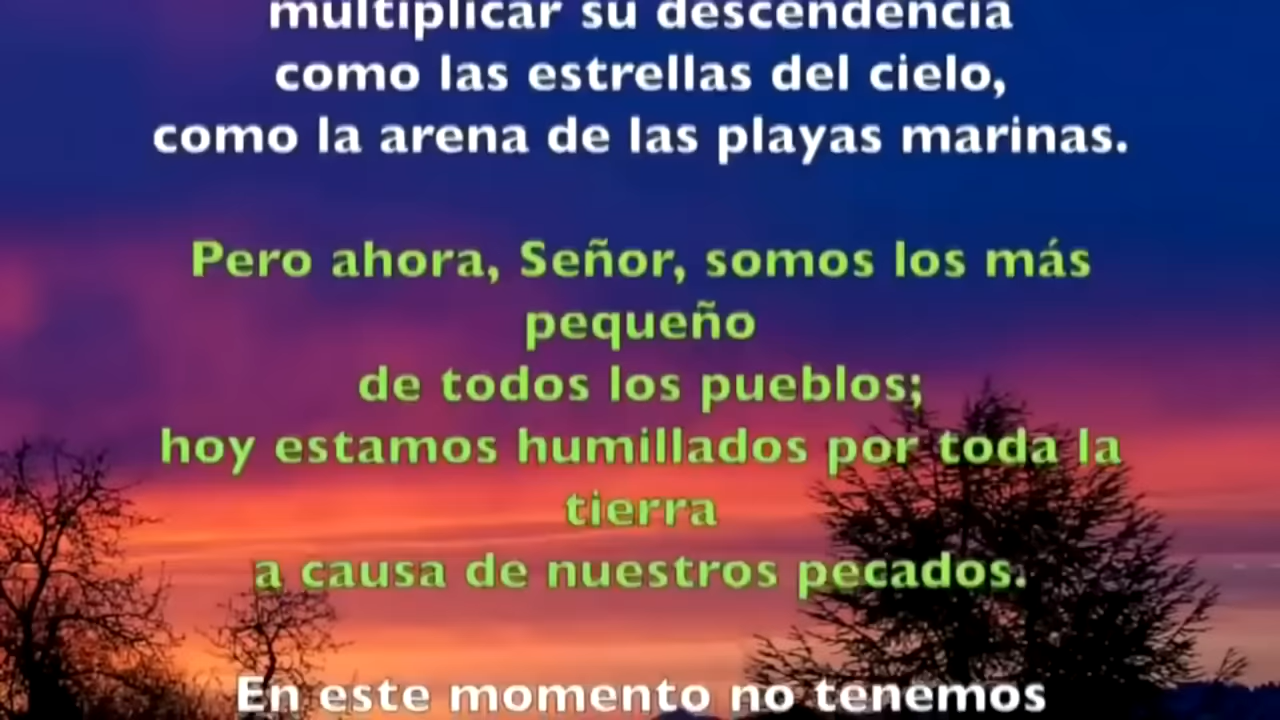 multiplicar su descendencia
como las estrellas del cielo,
como la arena de las playas marinas.
Pero ahora, Señor, somos los más
pequeño
de todos los pueblos;
hoy estamos humillados por toda la
tierra
a causa de nuestros pecados.
En este momento no tenemos